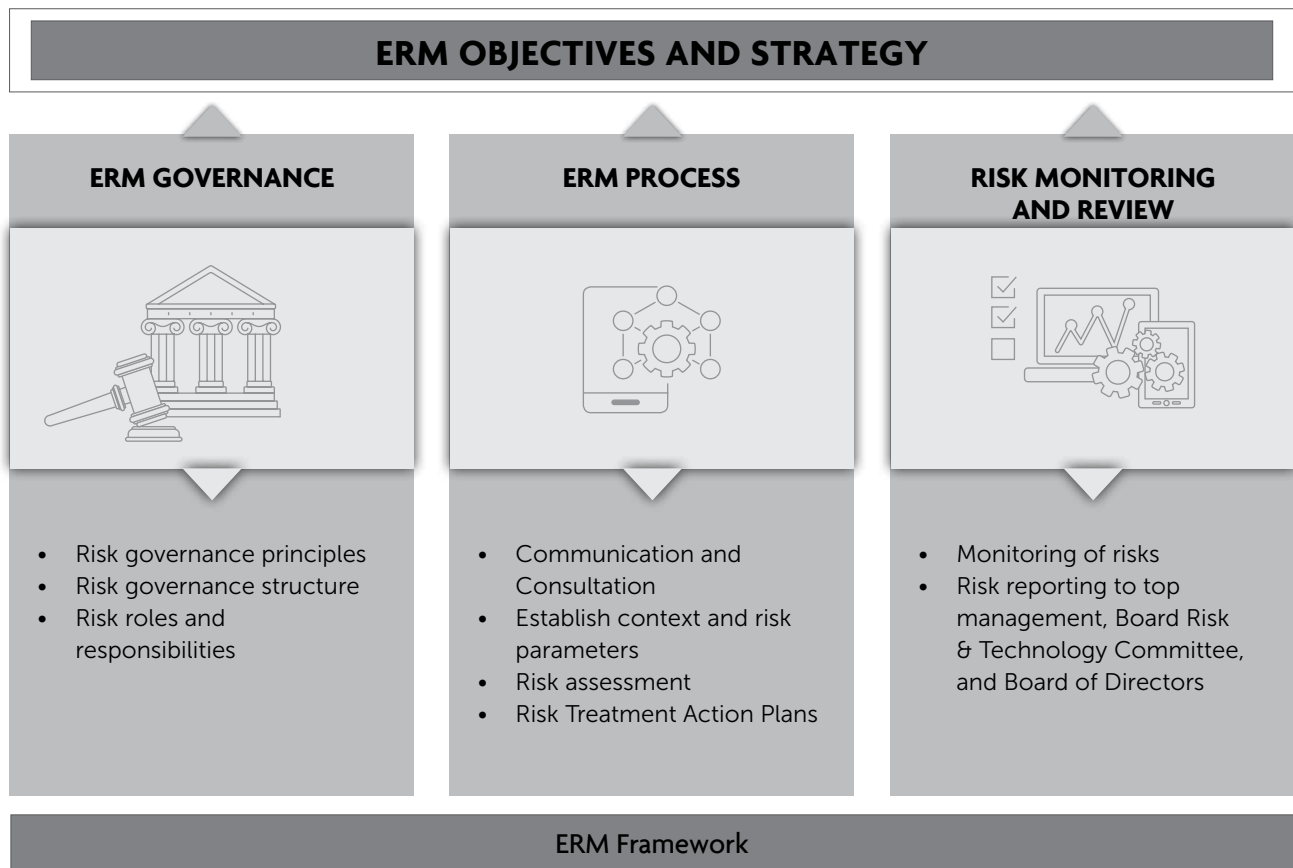 ERM OBJECTIVES AND STRATEGY
ERM GOVERNANCE
• Risk governance principles
• Risk governance structure
• Risk roles and
responsibilities
ERM PROCESS
• Communication and
Consultation
• Establish context and risk
parameters
• Risk assessment
• Risk Treatment Action Plans
RISK MONITORING
AND REVIEW
• Monitoring of risks
• Risk reporting to top
management, Board Risk
& Technology Committee,
and Board of Directors
ERM Framework